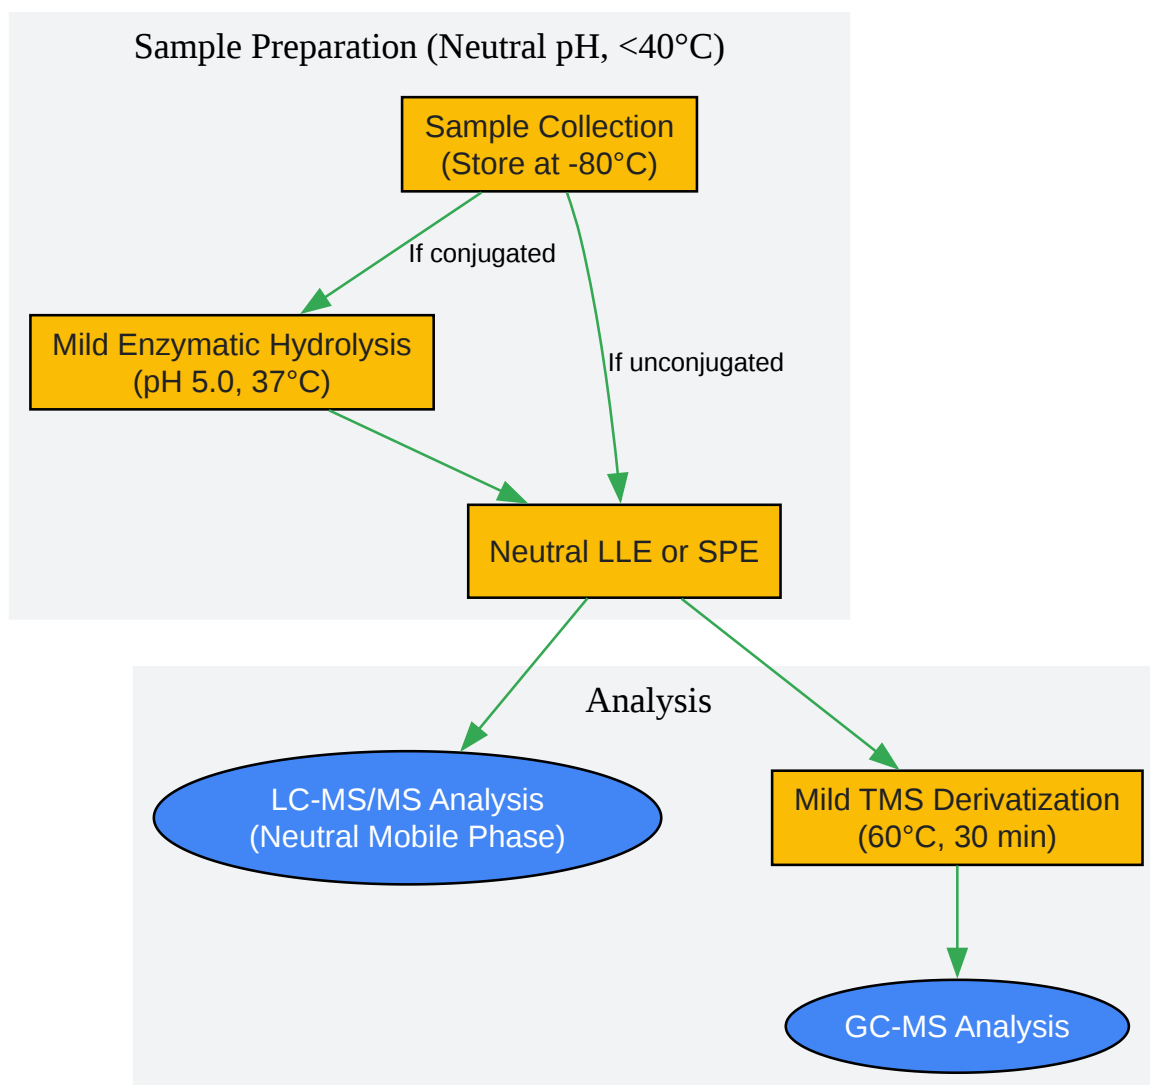 Sample Preparation (Neutral pH, <40°C)
Sample Collection
(Store at -80°C)
If conjugated
Mild Enzymatic Hydrolysis
(pH 5.0, 37°C)
If unconjugated
Neutral LLE or SPE
Analysis
LC-MS/MS Analysis
(Neutral Mobile Phase)
Mild TMS Derivatization
(60°C, 30 min)
GC-MS Analysis